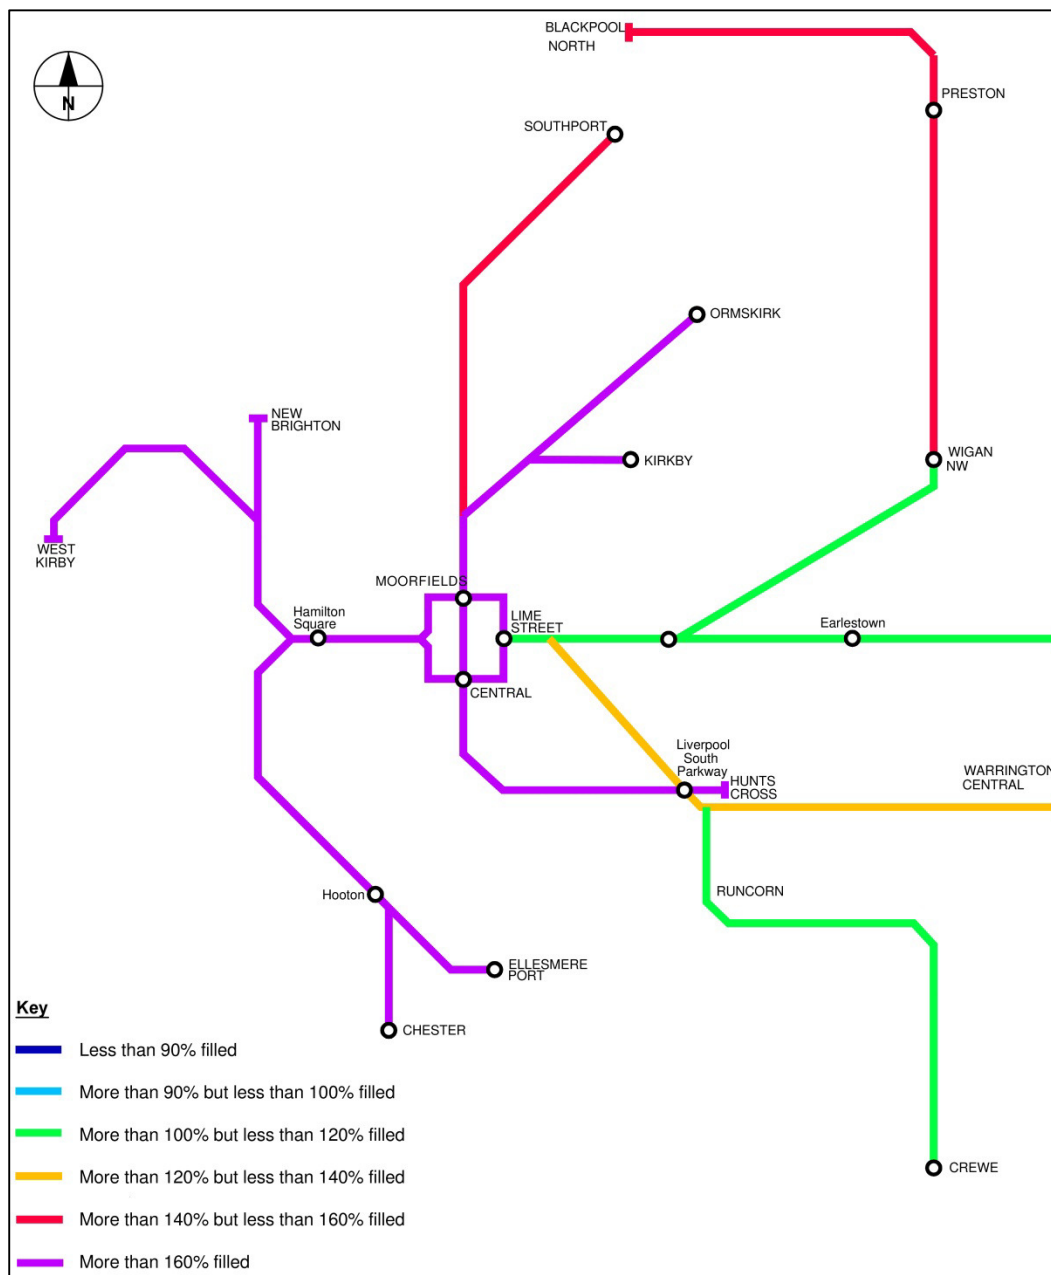 BLACKPOOL
NORTH
N
PRESTON
SOUTHPORT
ORMSKIRK
NEW
BRIGHTON
KIRKBY
WIGAN
NW
WEST
KIRBY
MOORFIELDS
Hamilton
Square
LIME
STREET
Earlestown
CENTRAL
Liverpool
South
Parkway
HUNTS
CROSS
WARRINGTON
CENTRAL
Hooton
RUNCORN
ELLESMERE
PORT
CHESTER
CREWE
Key
Less than 90% filled
More than 90% but less than 100% filled
More than 100% but less than 120% filled
More than 120% but less than 140% filled
More than 140% but less than 160% filled
More than 160% filled